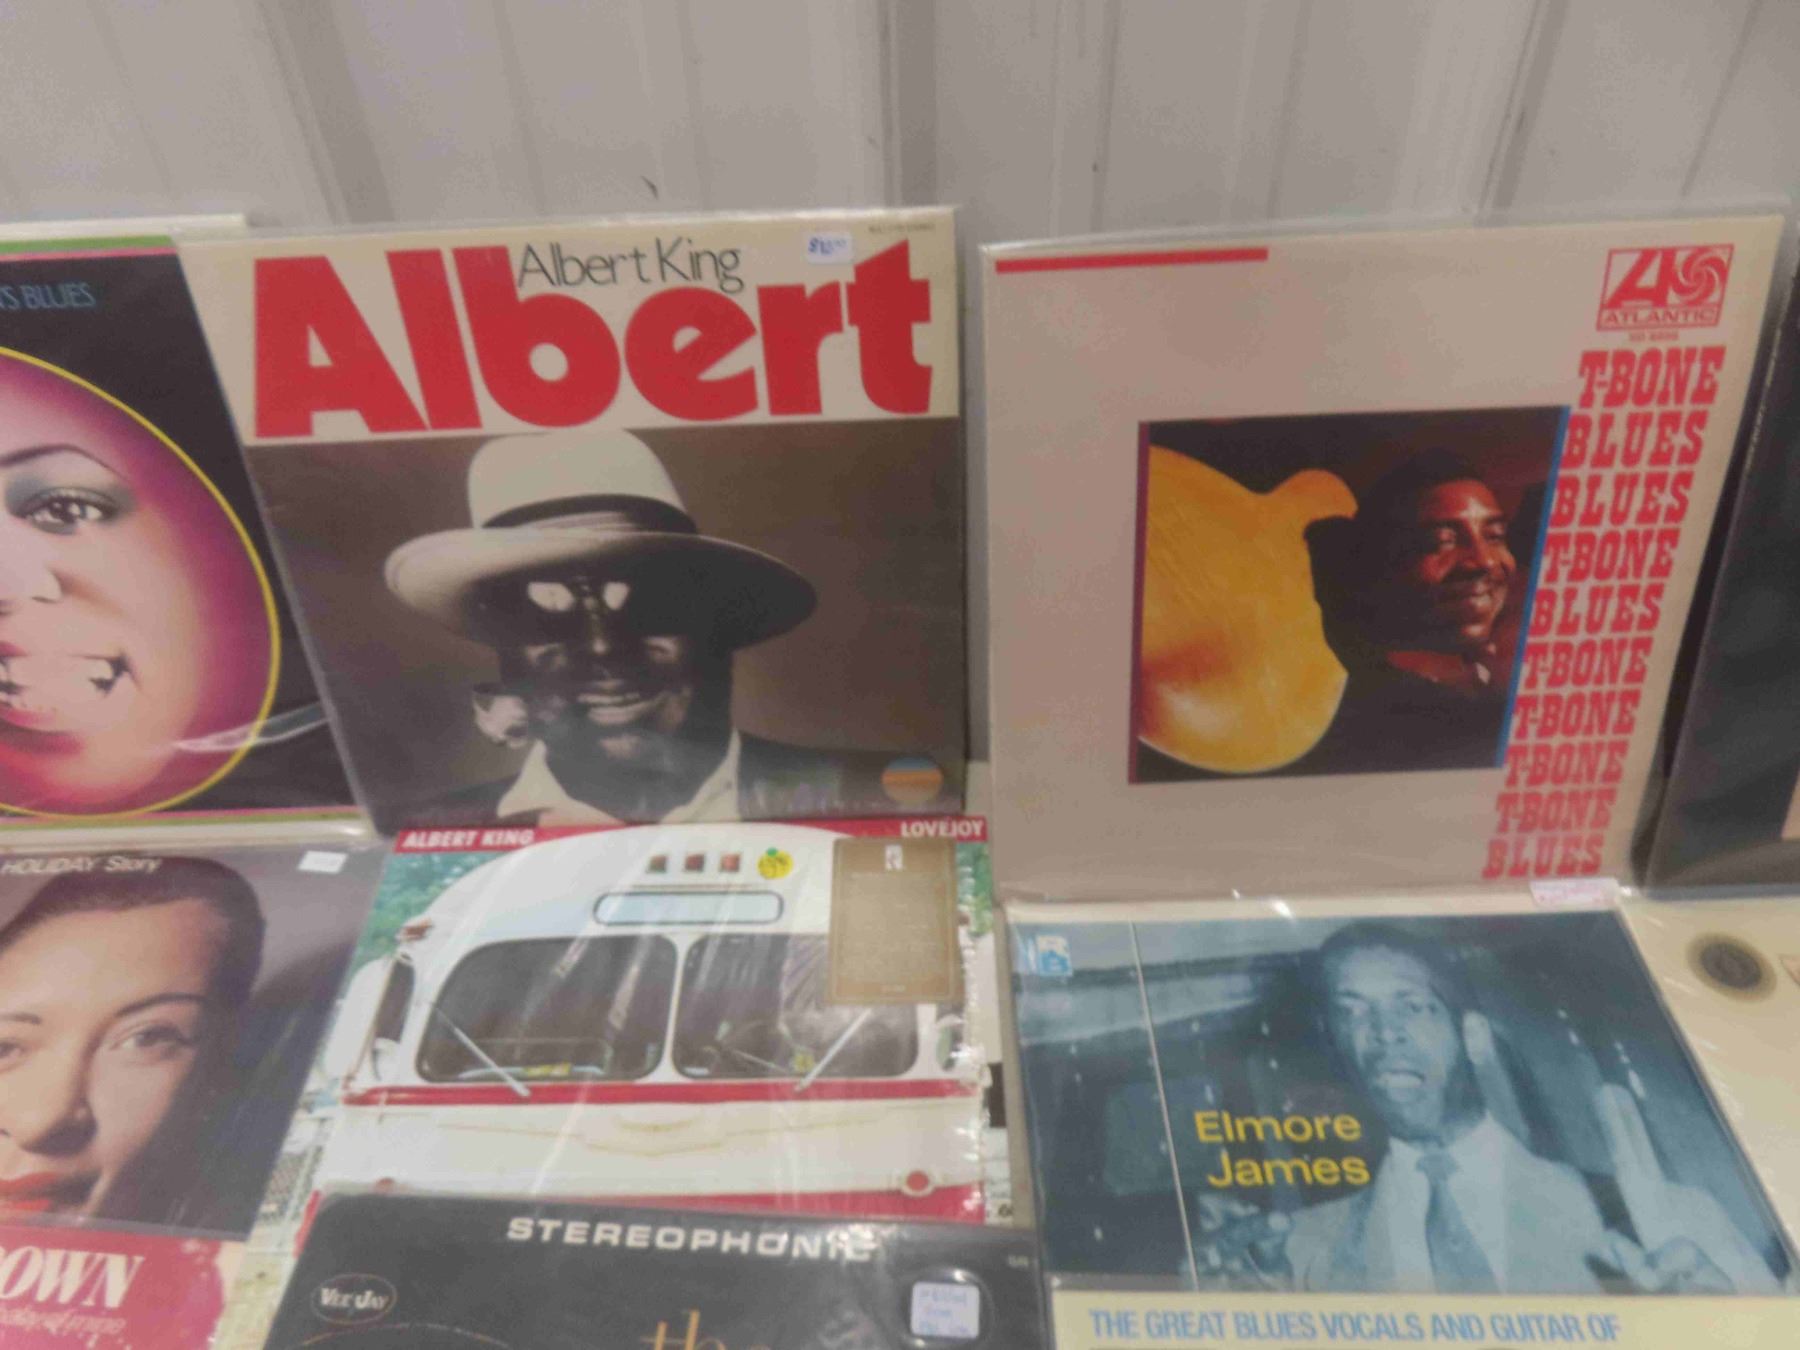 'S BLUES
Albert King
Albert
ATLANTIC
T-BONE
BLUES
BLUES
T-BONE
BLUES
T-BONE
T-BONE
T-BONE
T-BONE
BLUES
HOLIDAY Story
ALBERT KING
LOVEJOY
Elmore
James
OWN
STEREOPHONIC
VEE JAY
THE GREAT BLUES VOCALS AND GUITAR OF